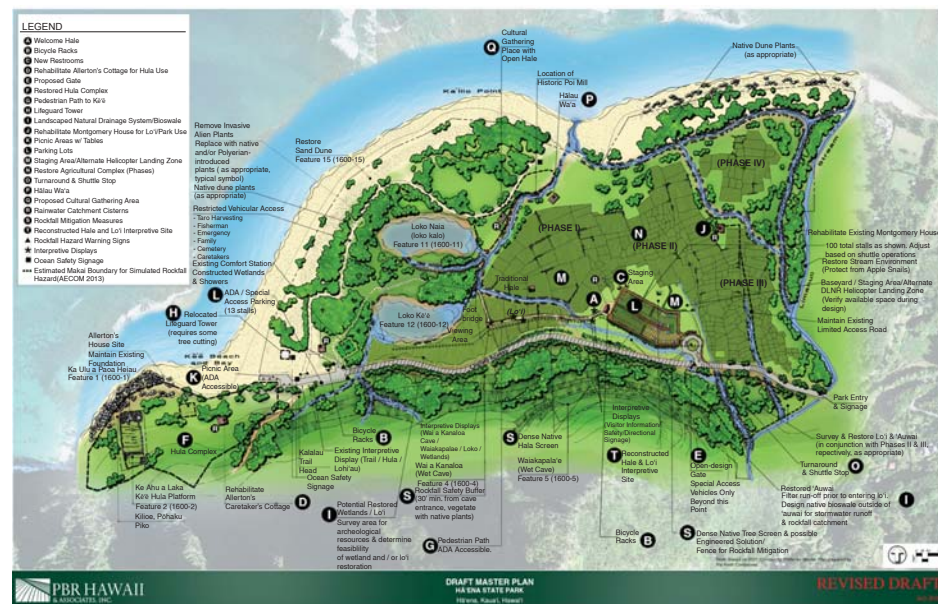 LEGEND
A Welcome Hale
B Bicycle Racks
C New Restrooms
D Rehabilitate Allerton's Cottage for Hula Use
E Proposed Gate
F Restored Hula Complex
G Pedestrian Path to Kē'ē
H Lifeguard Tower
I Landscaped Natural Drainage System/Bioswale
J Rehabilitate Montgomery House for Lo'i/Park Use
K Picnic Areas w/ Tables
L Parking Lots
M Staging Area/Alternate Helicopter Landing Zone
N Restore Agricultural Complex (Phases)
O Turnaround & Shuttle Stop
P Hālau Wa'a
Q Proposed Cultural Gathering Area
R Rainwater Catchment Cisterns
S Rockfall Mitigation Measures
T Reconstructed Hale and Lo'i Interpretive Site
Rockfall Hazard Warning Signs
Interpretive Displays
Ocean Safety Signage
Estimated Makai Boundary for Simulated Rockfall
Hazard(AECOM 2013)
Q
Cultural
Gathering
Place with
Open Hale
Native Dune Plants
(as appropriate)
Location of
Historic Poi Mill
Hālau
Wa'a
P
Ka'īlio Point
Remove Invasive
Alien Plants
Replace with native
and/or Polyerian-
introduced
plants ( as appropriate,
typical symbol)
Native dune plants
(as appropriate)
Restore
Sand Dune
Feature 15 (1600-15)
Restricted Vehicular Access
- Taro Harvesting
- Fisherman
- Emergency
- Family
- Cemetery
- Caretakers
Existing Comfort Station
Constructed Wetlands
& Showers
L
ADA / Special
Access Parking
(13 stalls)
H
Relocated
Lifeguard Tower
(requires some
tree cutting)
Loko Naia
(loko kalo)
Feature 11 (1600-11)
Loko Kē'ē
Feature 12 (1600-12)
Traditional
Hale
(Lo'i)
Foot
bridge
Viewing
Area
(PHASE I)
(PHASE II)
(PHASE III)
(PHASE IV)
N
J
R
M
R
C
Staging
Area
A
L
M
R
Rehabilitate Existing Montgomery House
100 total stalls as shown. Adjust
based on shuttle operations
Restore Stream Environment
(Protect from Apple Snails)
Baseyard / Staging Area/Alternate
DLNR Helicopter Landing Zone
(Verify available space during
design)
Maintain Existing
Limited Access Road
Allerton's
House Site
Maintain Existing
Foundation
Ka Ulu a Paoa Heiau
Feature 1 (1600-1)
Kēē Beach
and Bay
K
Picnic Area
(ADA
Accessible)
R
F
R
Hula Complex
Ke Ahu a Laka
Kē'ē Hula Platform
Feature 2 (1600-2)
Kilioe, Pōhaku
Piko
Rehabilitate
Allerton's
Caretaker's Cottage
D
Kalalau
Trail
Head
Bicycle
Racks
B
Existing Interpretive
Display (Trail / Hula /
Lohi'au)
Ocean Safety
Signage
I
Potential Restored
Wetlands / Lo'i
Survey area for
archeological
resources & determine
feasiblility
of wetland and / or lo'i
restoration
Interpretive Displays
(Wai a Kanaloa
Cave /
Waiakapalae / Loko /
Wetlands)
Wai a Kanaloa
(Wet Cave)
Feature 4 (1600-4)
S
Rockfall Safety Buffer
(30' min. from cave
entrance, vegetate
with native plants)
G
Pedestrian Path
ADA Accessible.
S
Dense Native
Hala Screen
Waiakapala'e
(Wet Cave)
Feature 5 (1600-5)
Interpretive
Displays
(Visitor Information/
Safety/Directional
Signage)
T
Reconstructed
Hale & Lo'i
Interpretive
Site
E
Open-design
Gate
Special Access
Vehicles Only
Beyond this
Point
Bicycle
Racks
B
S
Dense Native Tree Screen & possible
Engineered Solution/
Fence for Rockfall Mitigation
Park Entry
& Signage
Survey & Restore Lo'i & 'Auwai
(in conjunction with Phases II & III,
repectively, as appropriate)
Turnaround
& Shuttle Stop
O
Restored 'Auwai
Filter run-off prior to entering lo'i.
Design native bioswale outside of
'auwai for stormwater runoff
& rockfall catchment
I
PBR HAWAII
& ASSOCIATES, INC.
DRAFT MASTER PLAN
HĀ'ENA STATE PARK
Hā'ena, Kaua'i, Hawai'i
REVISED DRAFT